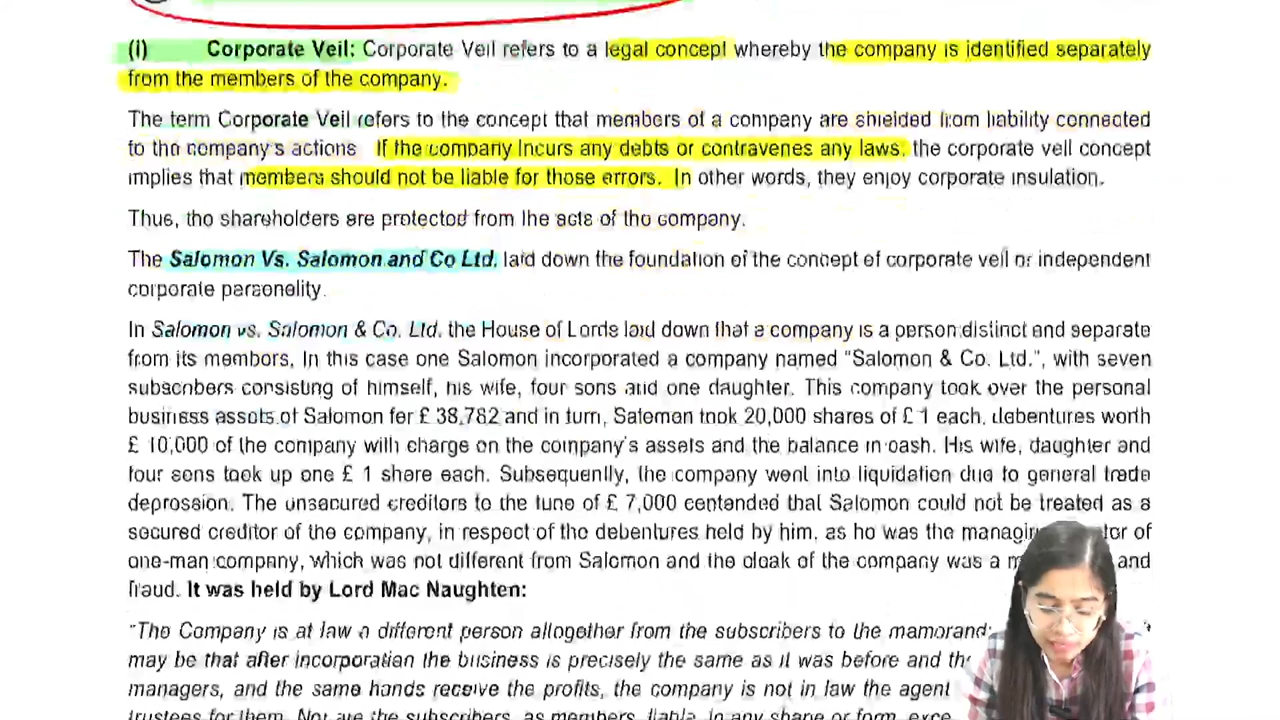 (i) Corporate Veil: Corporate Veil refers to a legal concept whereby the company is identified separately
from the members of the company.
The term Corporate Veil refers to the concept that members of a company are shielded from liability connected
to the company's actions If the company incurs any debts or contravenes any laws, the corporate veil concept
implies that members should not be liable for those errors. In other words, they enjoy corporate insulation.
Thus, the shareholders are protected from the acts of the company.
The Salomon Vs. Salomon and Co Ltd. laid down the foundation of the concept of corporate veil or independent
corporate personality.
In Salomon vs. Salomon & Co. Ltd. the House of Lords laid down that a company is a person distinct and separate
from its members. In this case one Salomon incorporated a company named "Salomon & Co. Ltd.", with seven
subscribers consisting of himself, his wife, four sons and one daughter. This company took over the personal
business assets of Salomon for £ 38,782 and in turn, Salomon took 20,000 shares of £ 1 each, debentures worth
£ 10,000 of the company with charge on the company's assets and the balance in cash. His wife, daughter and
four sons took up one £ 1 share each. Subsequently, the company went into liquidation due to general trade
depression. The unsecured creditors to the tune of £ 7,000 contended that Salomon could not be treated as a
secured creditor of the company, in respect of the debentures held by him, as he was the managing
one-man company, which was not different from Salomon and the cloak of the company was a and
fraud. It was held by Lord Mac Naughten:
"The Company is at law a different person altogether from the subscribers to the
may be that after incorporation the business is precisely the same as it was before and
managers, and the same hands receive the profits, the company is not in law the agent
trustees for them. Nor are the subscribers, as members liable, in any shape or form,